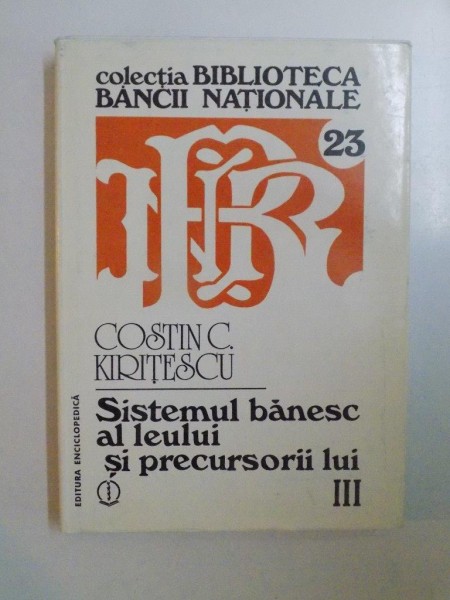 colecția BIBLIOTECA
BĂNCII NAȚIONALE
23
COSTIN C.
KIRIȚESCU
Sistemul bănesc
al leului
și precursorii lui
III
EDITURA ENCICLOPEDICĂ